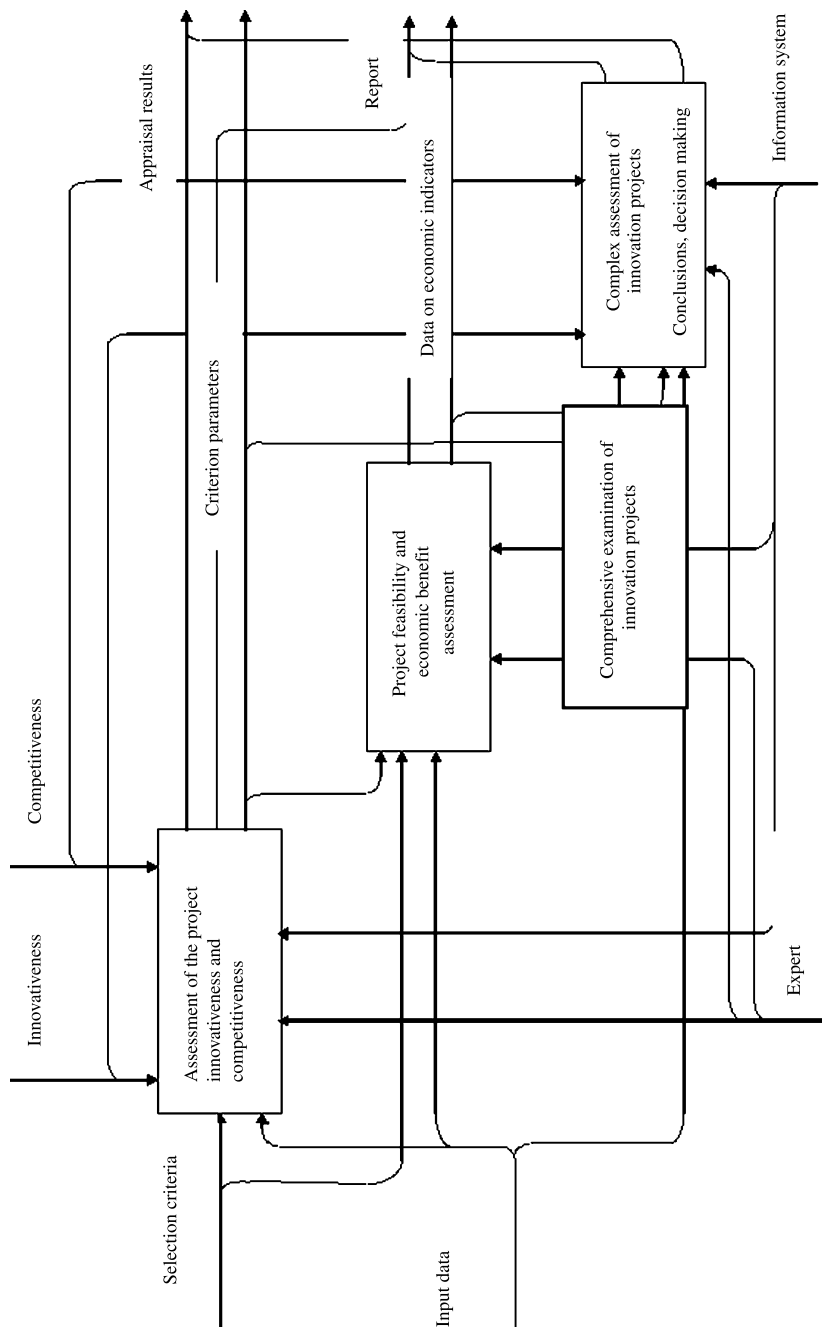 Innovativeness
Competitiveness
Appraisal results
Selection criteria
Assessment of the project
innovativeness and
competitiveness
Criterion parameters
Report
Input data
Project feasibility and
economic benefit
assessment
Data on economic indicators
Comprehensive examination of
innovation projects
Complex assessment of
innovation projects
Conclusions, decision making
Expert
Information system